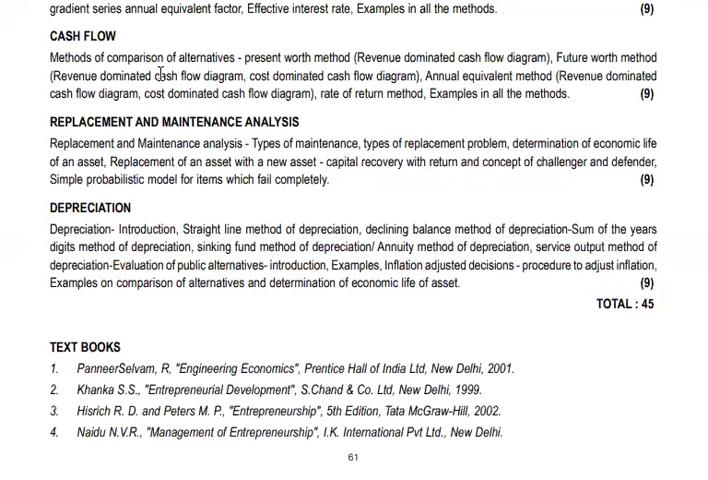 gradient series annual equivalent factor, Effective interest rate, Examples in all the methods. (9)
CASH FLOW
Methods of comparison of alternatives - present worth method (Revenue dominated cash flow diagram), Future worth method
(Revenue dominated cash flow diagram, cost dominated cash flow diagram), Annual equivalent method (Revenue dominated
cash flow diagram, cost dominated cash flow diagram), rate of return method, Examples in all the methods. (9)
REPLACEMENT AND MAINTENANCE ANALYSIS
Replacement and Maintenance analysis - Types of maintenance, types of replacement problem, determination of economic life
of an asset, Replacement of an asset with a new asset - capital recovery with return and concept of challenger and defender,
Simple probabilistic model for items which fail completely. (9)
DEPRECIATION
Depreciation- Introduction, Straight line method of depreciation, declining balance method of depreciation-Sum of the years
digits method of depreciation, sinking fund method of depreciation/ Annuity method of depreciation, service output method of
depreciation-Evaluation of public alternatives- introduction, Examples, Inflation adjusted decisions - procedure to adjust inflation,
Examples on comparison of alternatives and determination of economic life of asset. (9)
TOTAL : 45
TEXT BOOKS
1. PanneerSelvam, R, "Engineering Economics", Prentice Hall of India Ltd, New Delhi, 2001.
2. Khanka S.S., "Entrepreneurial Development", S.Chand & Co. Ltd, New Delhi, 1999.
3. Hisrich R. D. and Peters M. P., "Entrepreneurship", 5th Edition, Tata McGraw-Hill, 2002.
4. Naidu N.V.R., "Management of Entrepreneurship", I.K. International Pvt Ltd., New Delhi.
61